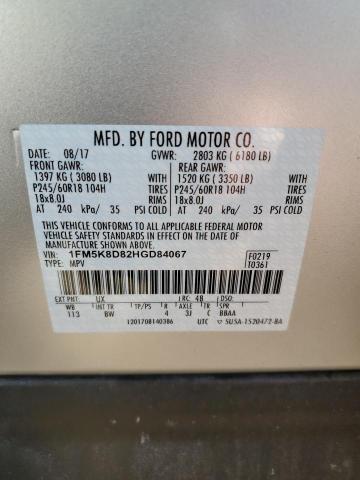 MFD. BY FORD MOTOR CO.
DATE: 08/17 GVWR: 2803 KG ( 6180 LB)
FRONT GAWR: REAR GAWR:
1397 KG ( 3080 LB) 1520 KG ( 3350 LB)
P245/60R18 104H TIRES P245/60R18 104H TIRES
18x8.0J RIMS 18x8.0J RIMS
AT 240 kPa/ 35 PSI COLD AT 240 kPa/ 35 PSI COLD
THIS VEHICLE CONFORMS TO ALL APPLICABLE FEDERAL MOTOR
VEHICLE SAFETY AND BUMPER STANDARDS IN EFFECT ON THE DATE OF
MANUFACTURE SHOWN ABOVE.
VIN: 1FM5K8D82HGD84067 F0219
TYPE: MPV T0361
EXT PNT: UX RC: 48 DSO:
WB INT TR TP/PS R AXLE TR SPR
113 BW 4 3J C BBAA
1201708140386 UTC 5U5A-1520472-BA